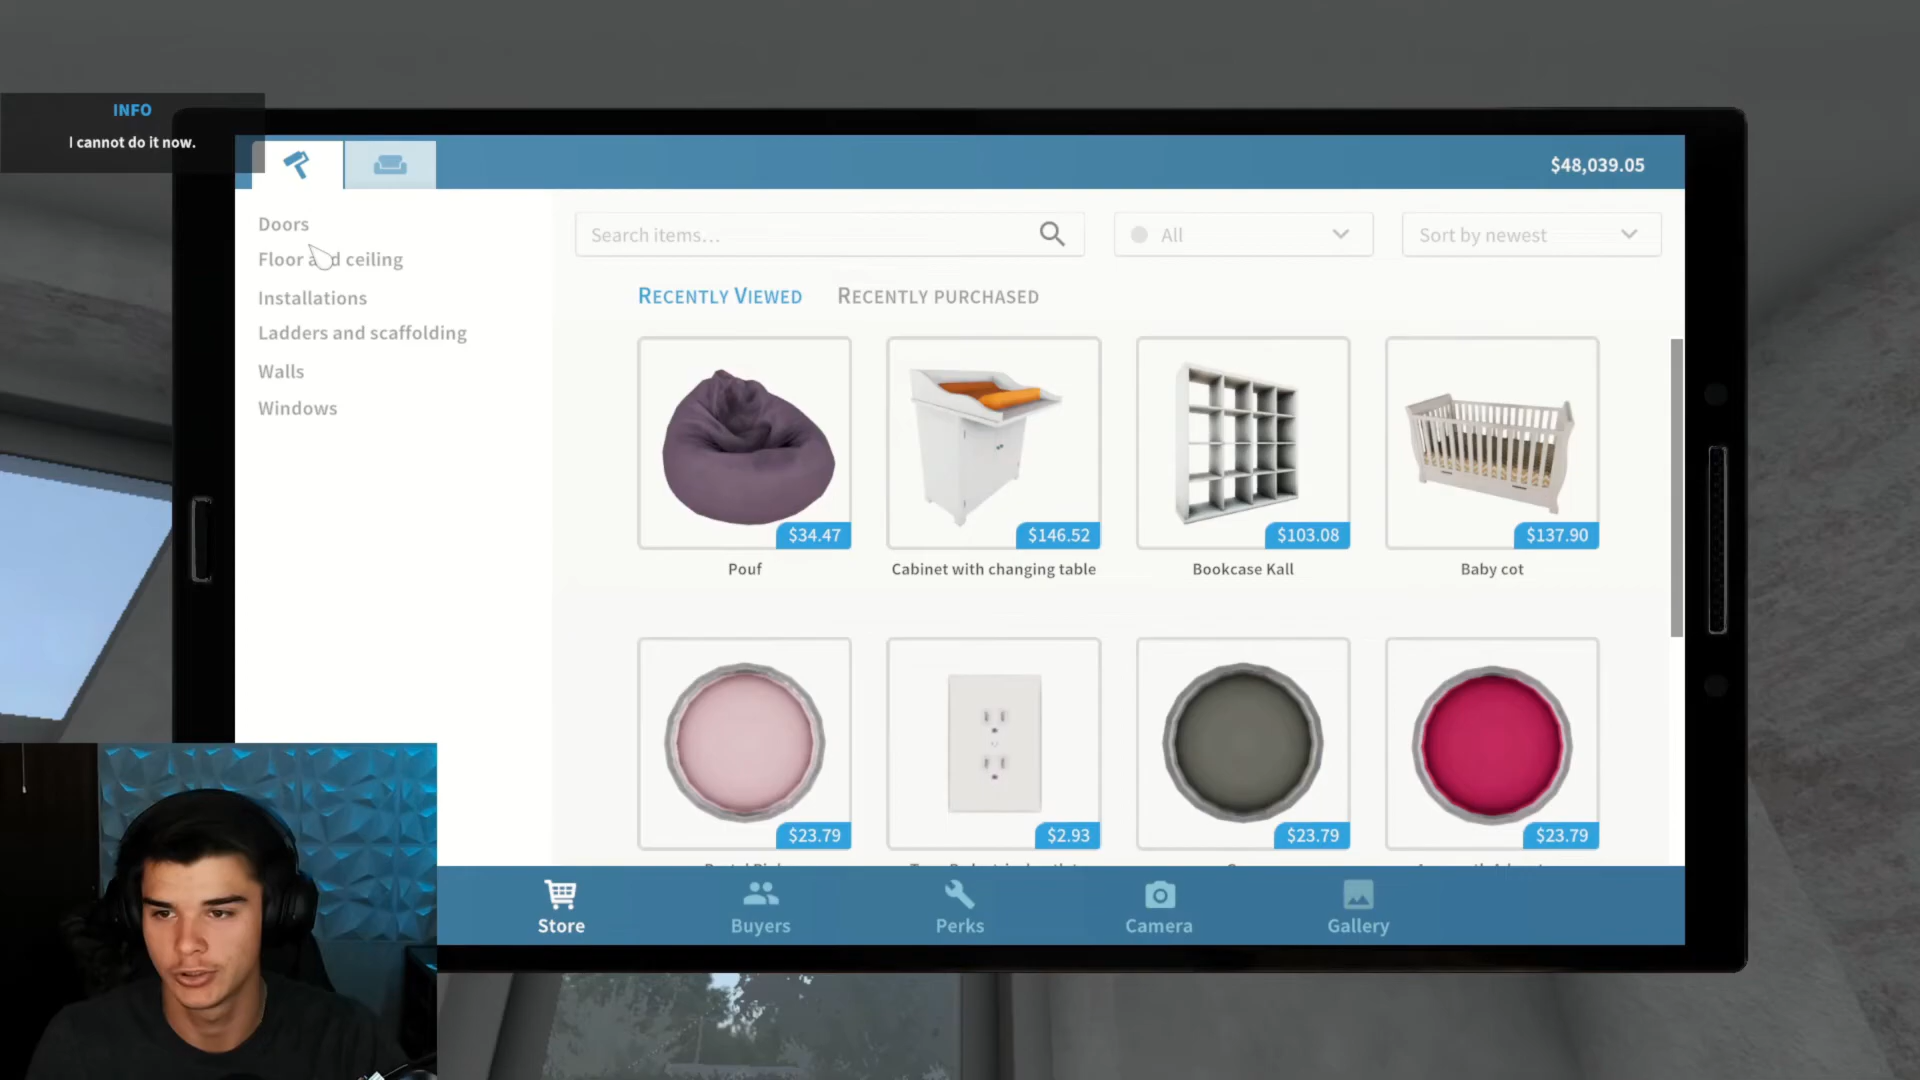 INFO
I cannot do it now.
$48,039.05
Doors
Floor and ceiling
Installations
Ladders and scaffolding
Walls
Windows
Search items...
All
Sort by newest
RECENTLY VIEWED
RECENTLY PURCHASED
$34.47
$146.52
$103.08
$137.90
Pouf
Cabinet with changing table
Bookcase Kall
Baby cot
$23.79
$2.93
$23.79
$23.79
Store
Buyers
Perks
Camera
Gallery